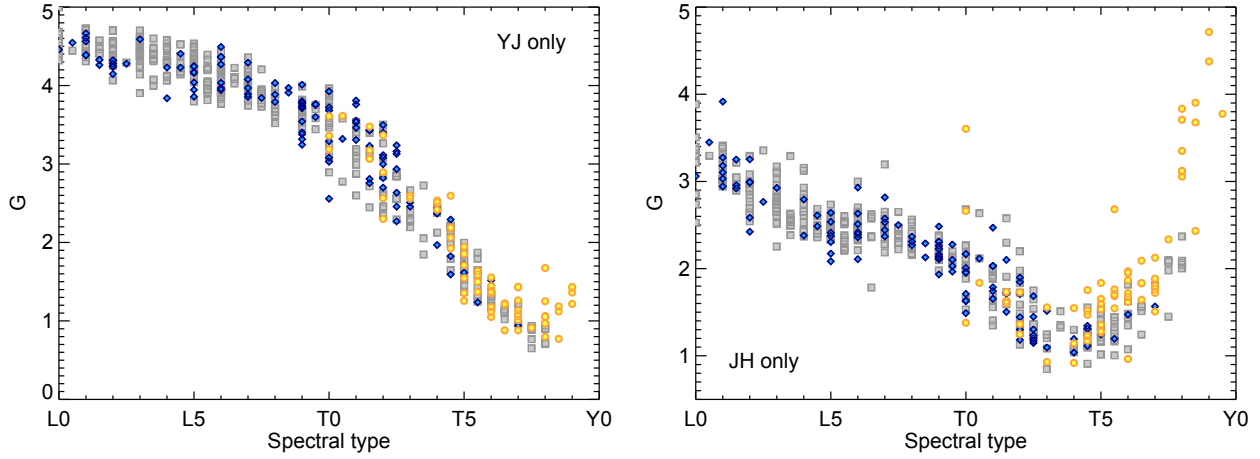 5
4
3
2
1
0
G
YJ only
L0
L5
T0
T5
Y0
Spectral type
5
4
3
2
1
G
JH only
L0
L5
T0
T5
Y0
Spectral type